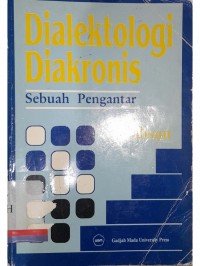 Dialektologi
Diakronis
Sebuah Pengantar
Gadjah Mada University Press